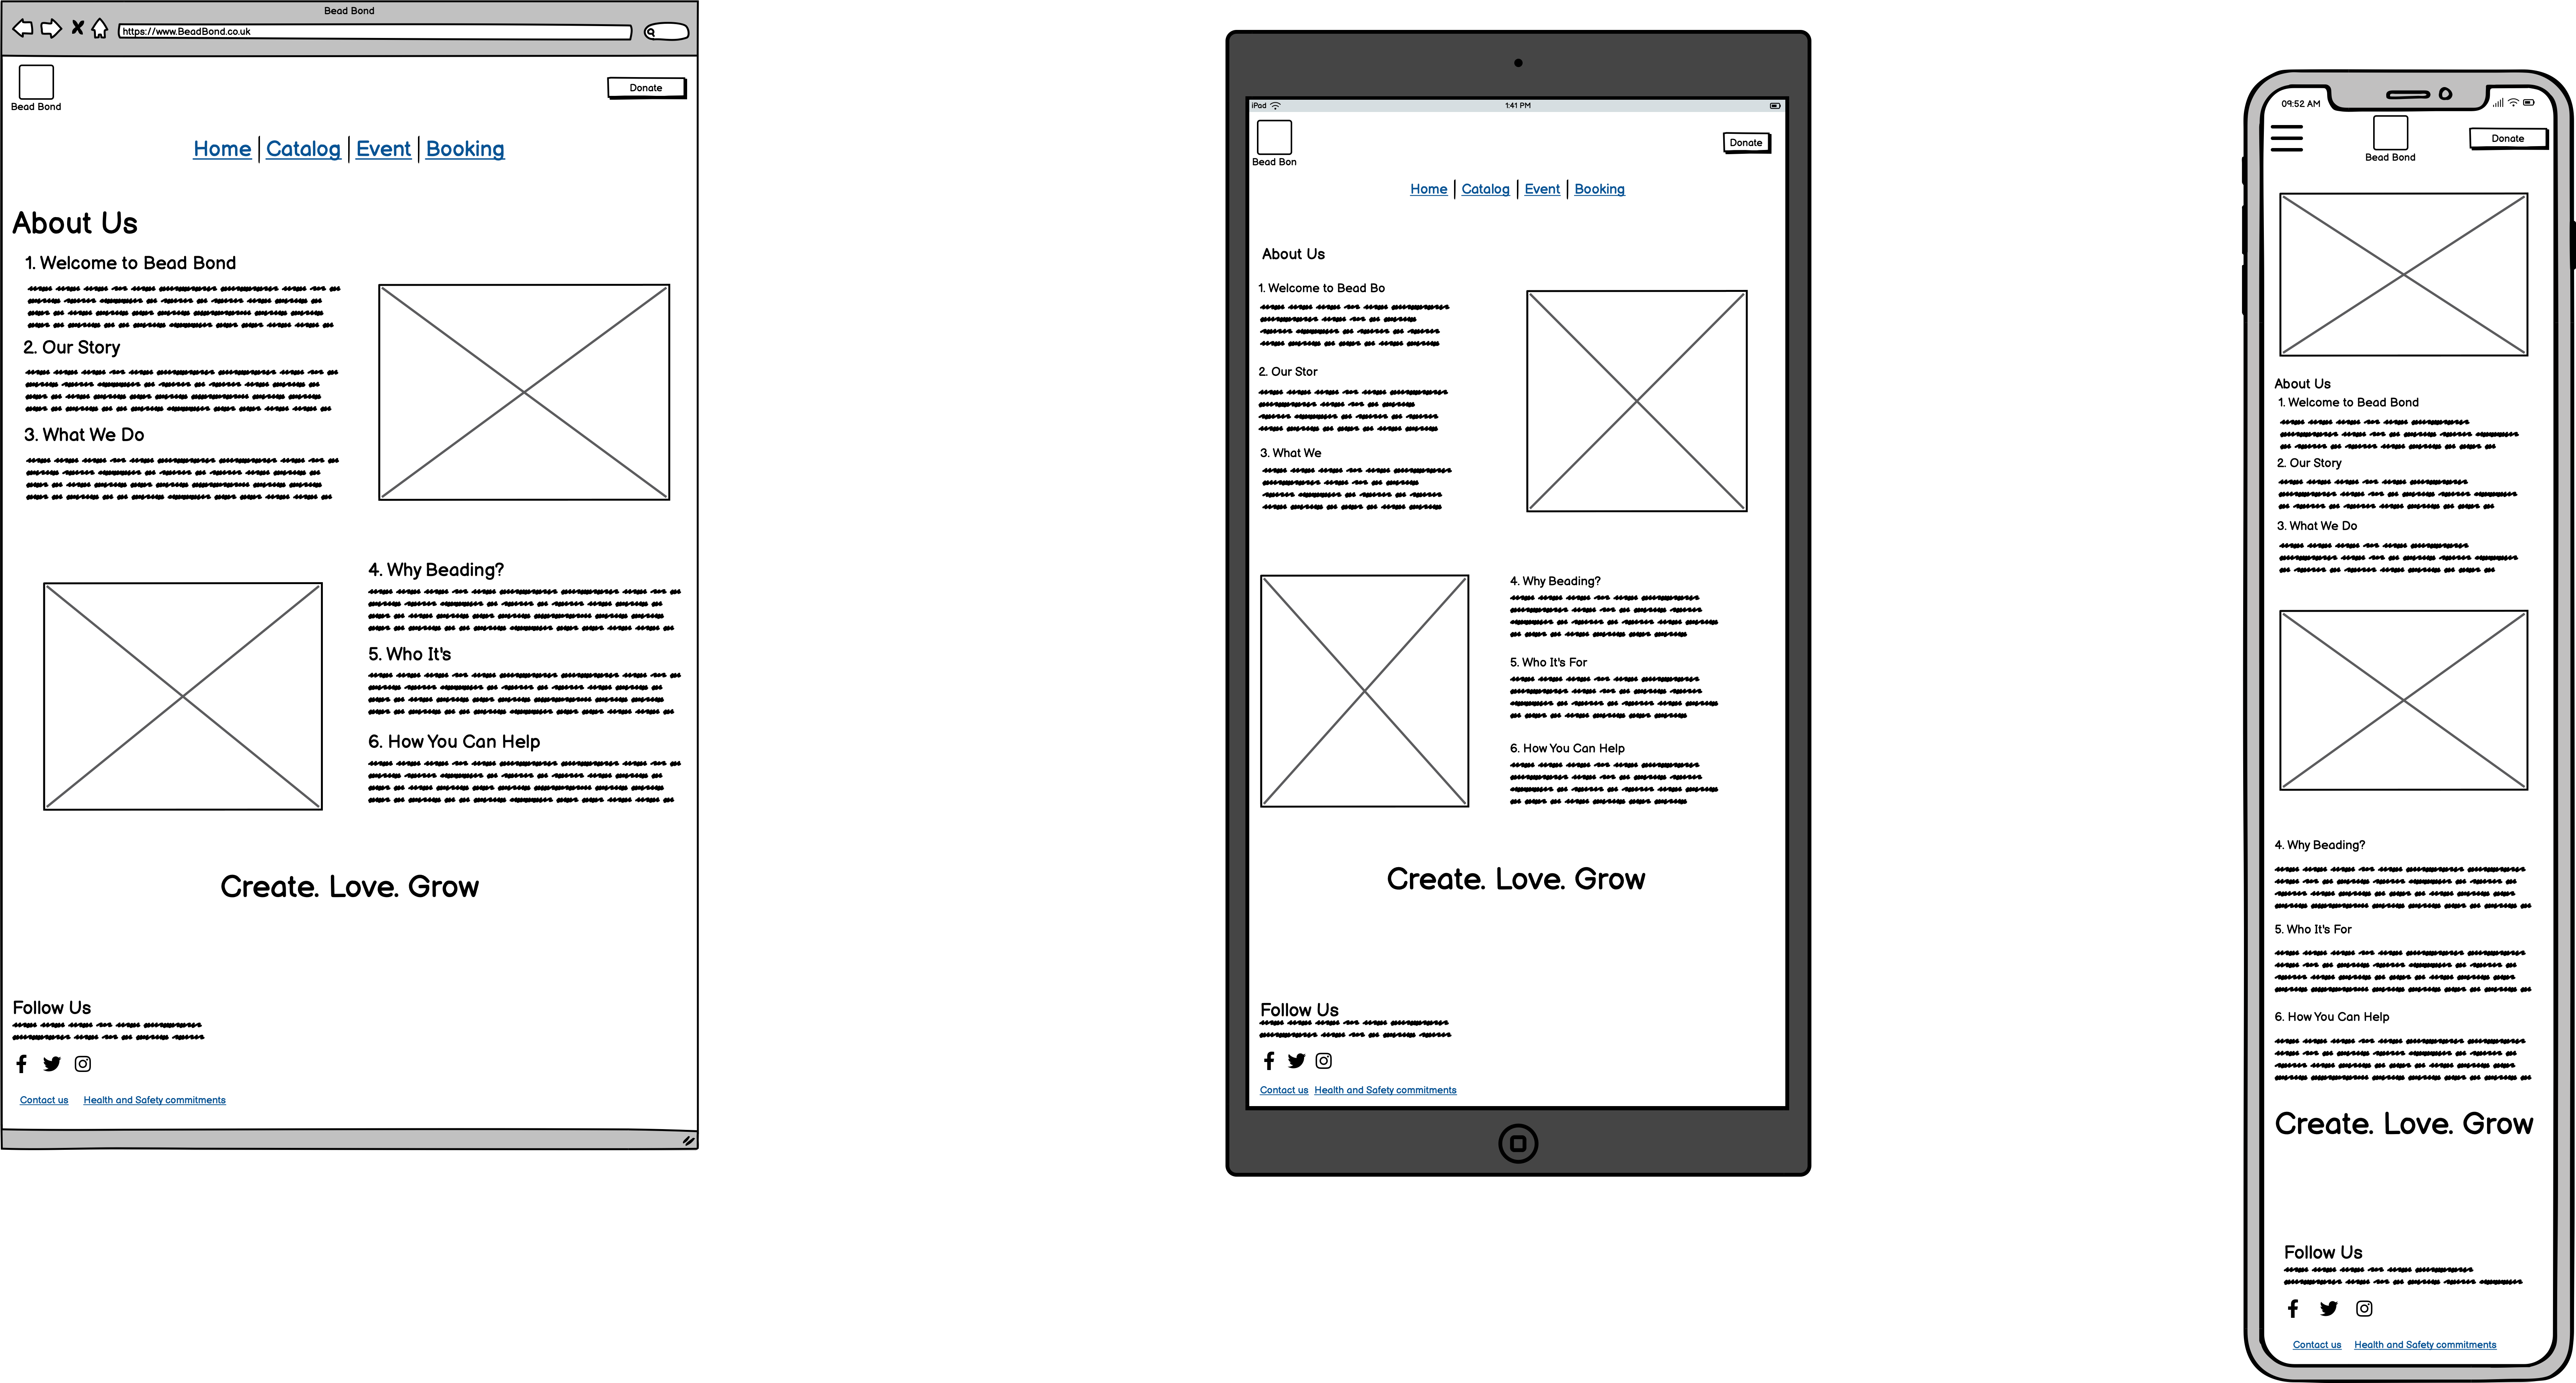 Bead Bond
https://www.BeadBond.co.uk
Bead Bond
Donate
Home | Catalog | Event | Booking
About Us
1. Welcome to Bead Bond
2. Our Story
3. What We Do
4. Why Beading?
5. Who It's
6. How You Can Help
Create. Love. Grow
Follow Us
Contact us Health and Safety commitments
iPad 1:41 PM
Bead Bon
Donate
Home | Catalog | Event | Booking
About Us
1. Welcome to Bead Bo
2. Our Stor
3. What We
4. Why Beading?
5. Who It's For
6. How You Can Help
Create. Love. Grow
Follow Us
Contact us Health and Safety commitments
09:52 AM
Bead Bond
Donate
About Us
1. Welcome to Bead Bond
2. Our Story
3. What We Do
4. Why Beading?
5. Who It's For
6. How You Can Help
Create. Love. Grow
Follow Us
Contact us Health and Safety commitments